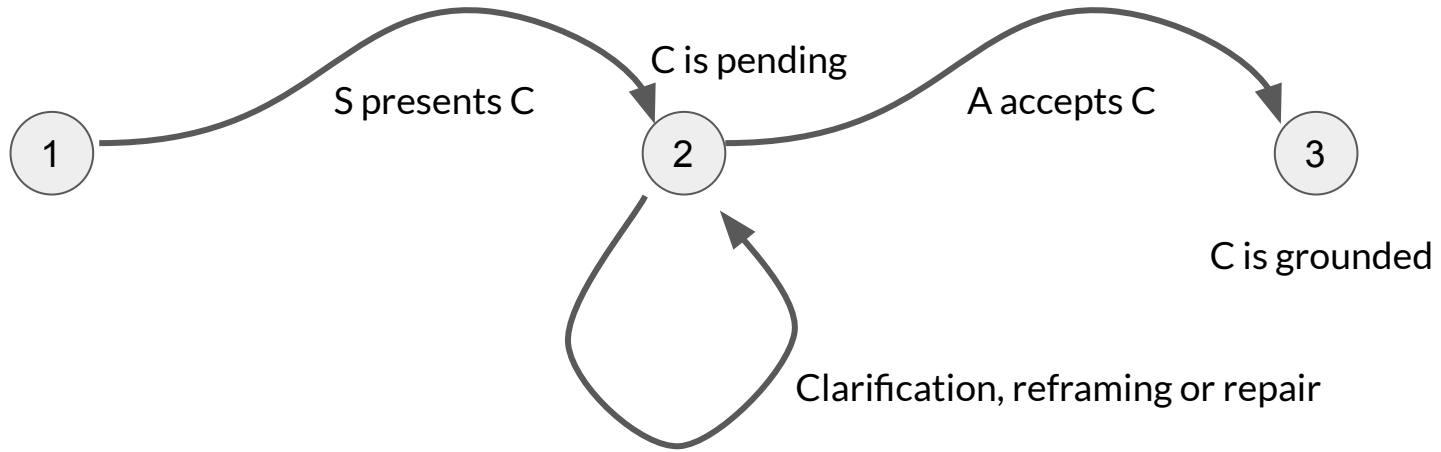 C is pending
S presents C
A accepts C
1
2
3
C is grounded
Clarification, reframing or repair